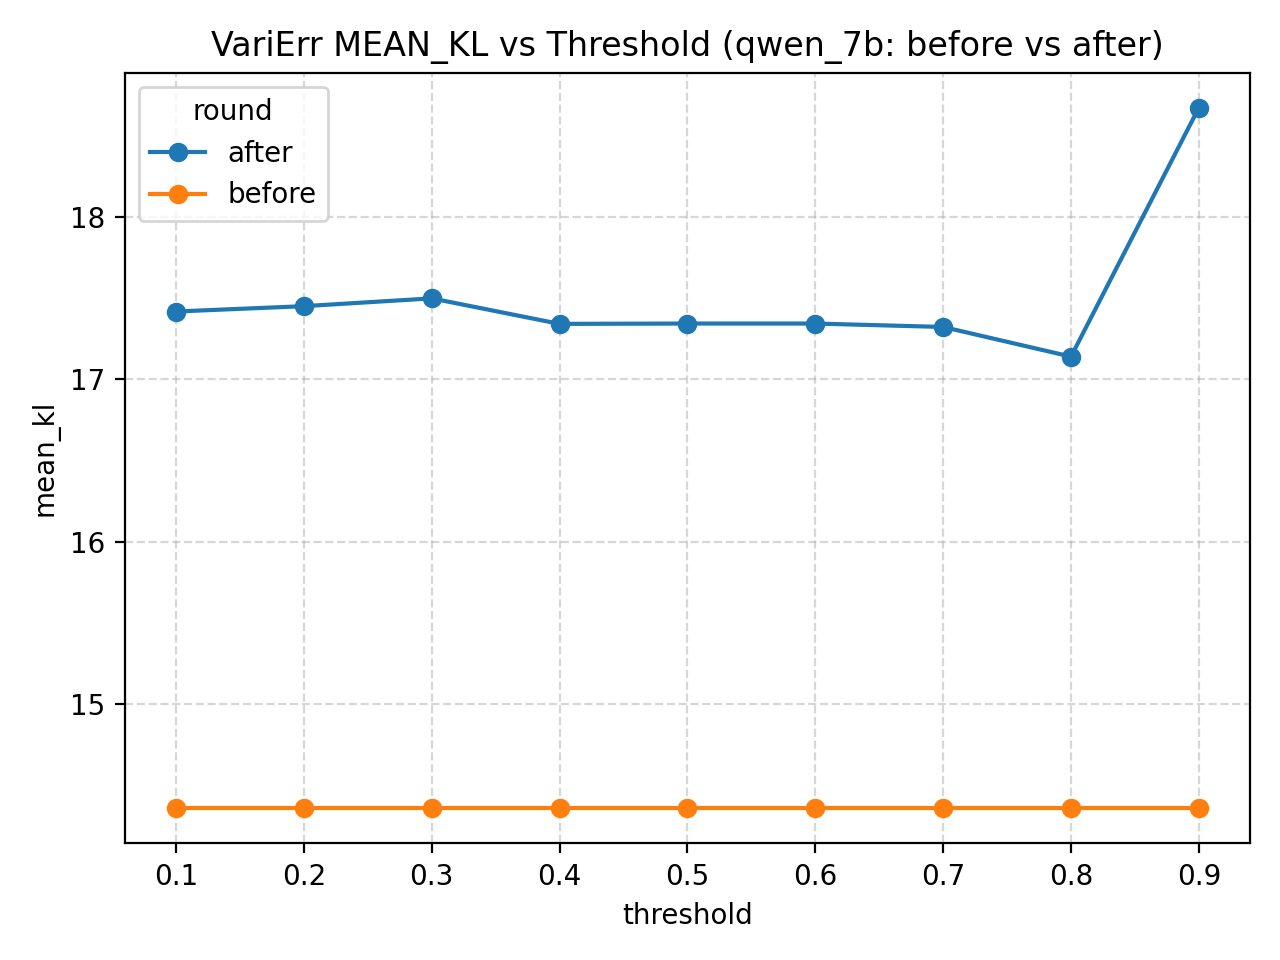 VariErr MEAN_KL vs Threshold (qwen_7b: before vs after)
round
after
before
mean_kl
18
17
16
15
0.1 0.2 0.3 0.4 0.5 0.6 0.7 0.8 0.9
threshold